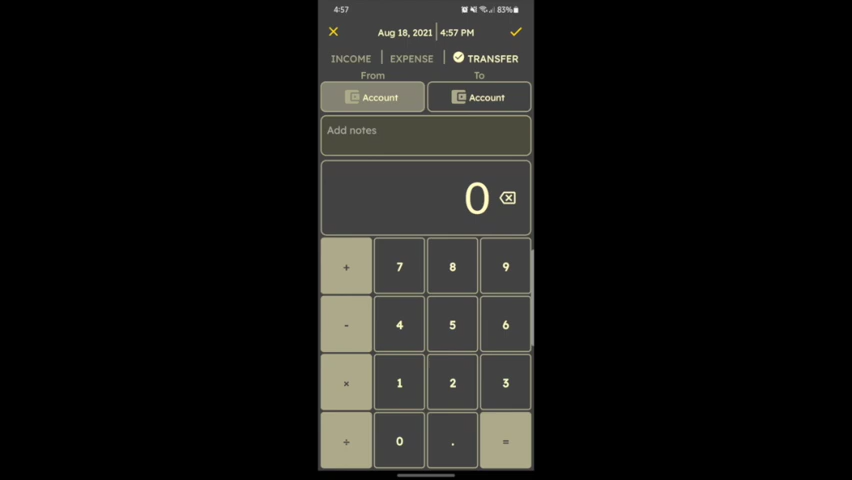 4:57 83%
Aug 18, 2021 4:57 PM
INCOME EXPENSE TRANSFER
From To
Account Account
Add notes
0
+ 7 8 9
- 4 5 6
× 1 2 3
÷ 0 . =